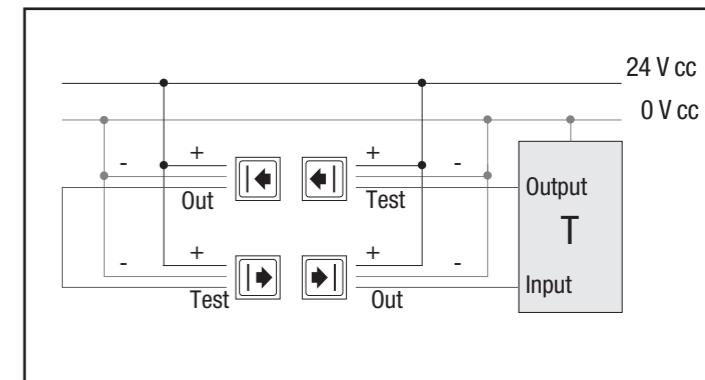 24 V cc
0 V cc
- + + -
Out Test Output
T
- + + -
Test Out Input